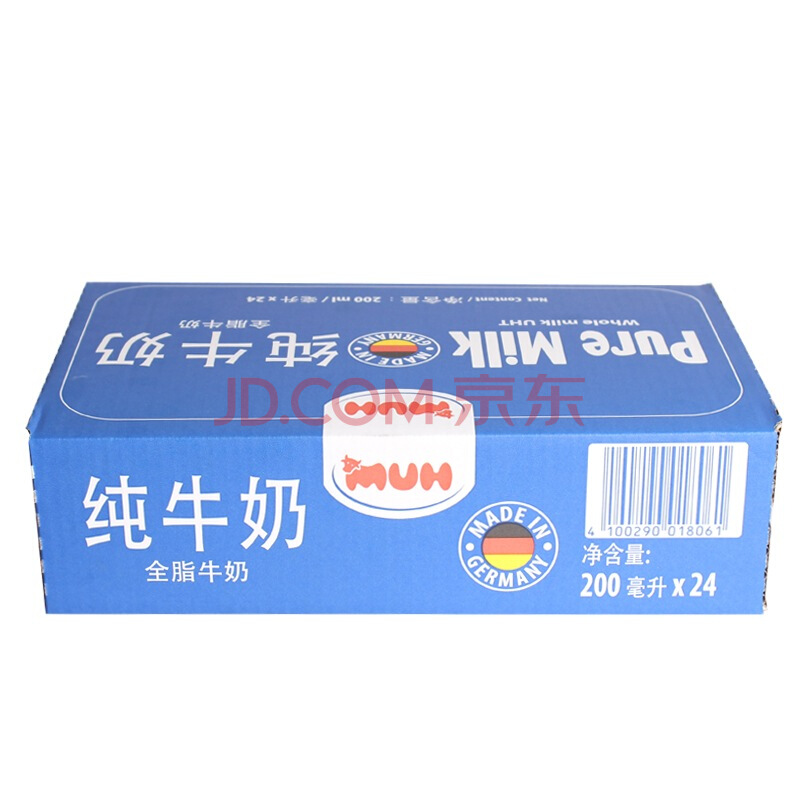 Net Content/净含量：200 ml/毫升 x 24
Whole milk UHT
全脂牛奶
Pure Milk
MADE IN GERMANY
纯牛奶
JD.COM 京东
MUH
MUH
纯牛奶
全脂牛奶
MADE IN
GERMANY
4 100290 018061
净含量:
200 毫升 x 24